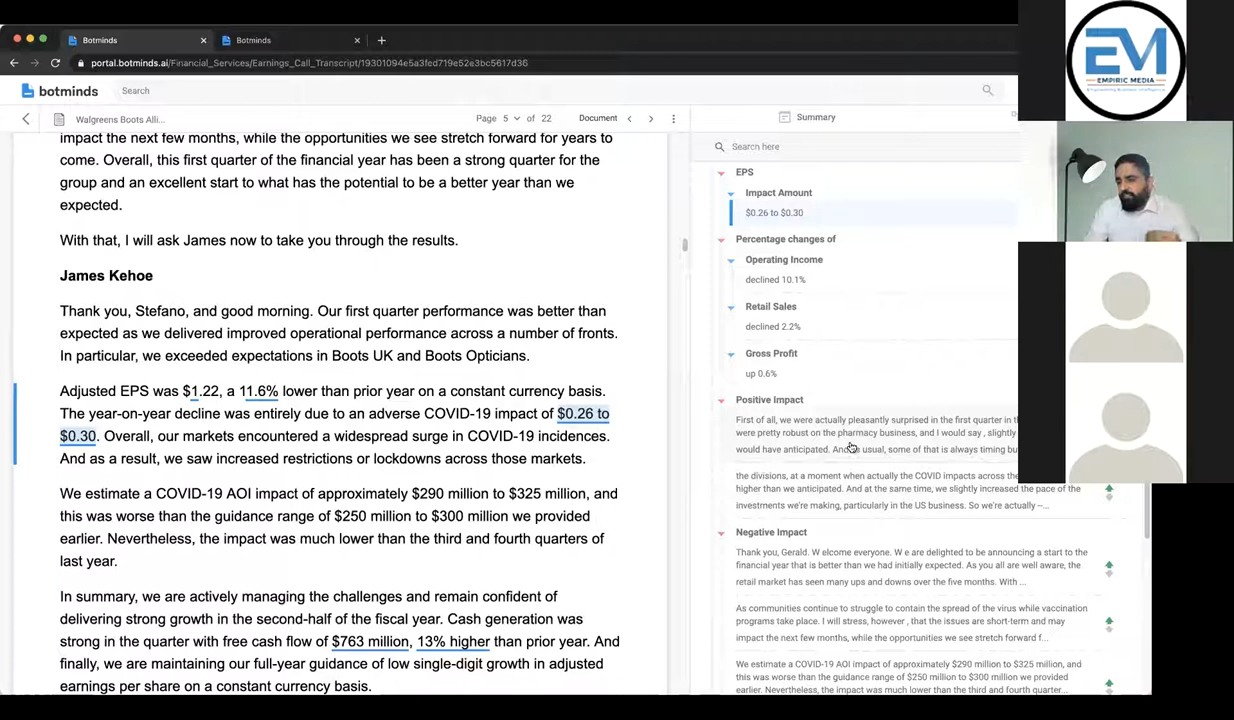 Botminds
Botminds
portal.botminds.ai/Financial_Services/Earnings_Call_Transcript/19301094e5a3fed719e52e3bc5617d36
botminds
Search
Walgreens Boots Alli...
Page 5 of 22
Document
impact the next few months, while the opportunities we see stretch forward for years to
come. Overall, this first quarter of the financial year has been a strong quarter for the
group and an excellent start to what has the potential to be a better year than we
expected.
With that, I will ask James now to take you through the results.
James Kehoe
Thank you, Stefano, and good morning. Our first quarter performance was better than
expected as we delivered improved operational performance across a number of fronts.
In particular, we exceeded expectations in Boots UK and Boots Opticians.
Adjusted EPS was $1.22, a 11.6% lower than prior year on a constant currency basis.
The year-on-year decline was entirely due to an adverse COVID-19 impact of $0.26 to
$0.30. Overall, our markets encountered a widespread surge in COVID-19 incidences.
And as a result, we saw increased restrictions or lockdowns across those markets.
We estimate a COVID-19 AOI impact of approximately $290 million to $325 million, and
this was worse than the guidance range of $250 million to $300 million we provided
earlier. Nevertheless, the impact was much lower than the third and fourth quarters of
last year.
In summary, we are actively managing the challenges and remain confident of
delivering strong growth in the second-half of the fiscal year. Cash generation was
strong in the quarter with free cash flow of $763 million, 13% higher than prior year. And
finally, we are maintaining our full-year guidance of low single-digit growth in adjusted
earnings per share on a constant currency basis.
Summary
Search here
EPS
Impact Amount
$0.26 to $0.30
Percentage changes of
Operating Income
declined 10.1%
Retail Sales
declined 2.2%
Gross Profit
up 0.6%
Positive Impact
First of all, we were actually pleasantly surprised in the first quarter in th
were pretty robust on the pharmacy business, and I would say , slightly
would have anticipated. And usual, some of that is always timing bu
the divisions, at a moment when actually the COVID impacts across the
higher than we anticipated. And at the same time, we slightly increased the pace of the
investments we're making, particularly in the US business. So we're actually –...
Negative Impact
Thank you, Gerald. W elcome everyone. W e are delighted to be announcing a start to the
financial year that is better than we had initially expected. As you all are well aware, the
retail market has seen many ups and downs over the five months. With ...
As communities continue to struggle to contain the spread of the virus while vaccination
programs take place. I will stress, however , that the issues are short-term and may
impact the next few months, while the opportunities we see stretch forward f...
We estimate a COVID-19 AOI impact of approximately $290 million to $325 million, and
this was worse than the guidance range of $250 million to $300 million we provided
earlier. Nevertheless, the impact was much lower than the third and fourth quarter...
EM
EMPIRIC MEDIA